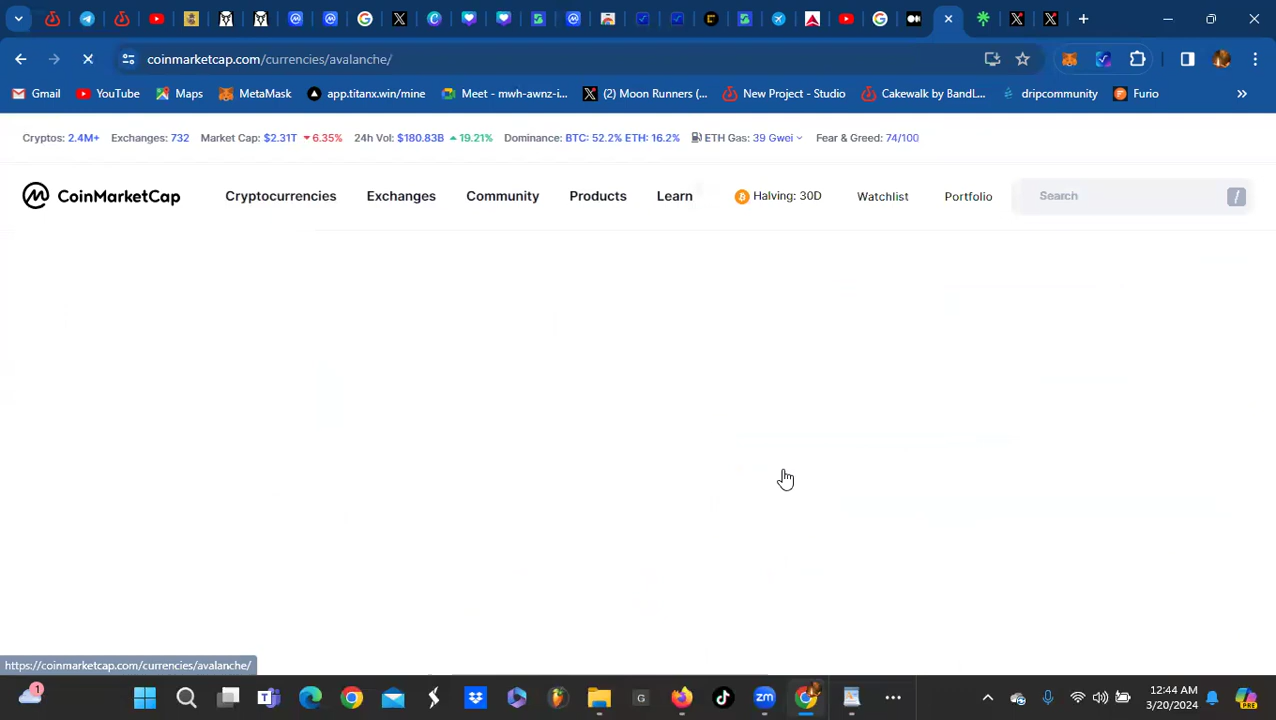 coinmarketcap.com/currencies/avalanche/
Gmail YouTube Maps MetaMask app.titanx.win/mine Meet - mwh-awnz-i... (2) Moon Runners (... New Project - Studio Cakewalk by BandL... dripcommunity Furio
Cryptos: 2.4M+ Exchanges: 732 Market Cap: $2.31T 6.35% 24h Vol: $180.83B 19.21% Dominance: BTC: 52.2% ETH: 16.2% ETH Gas: 39 Gwei Fear & Greed: 74/100
CoinMarketCap Cryptocurrencies Exchanges Community Products Learn Halving: 30D Watchlist Portfolio Search /
https://coinmarketcap.com/currencies/avalanche/
12:44 AM
3/20/2024